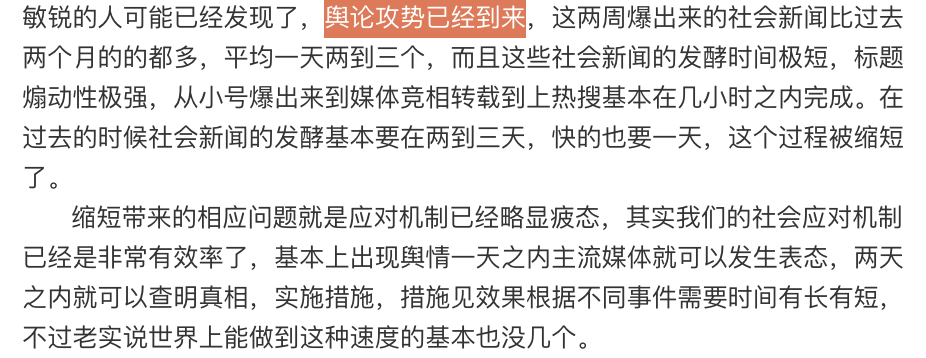 敏锐的人可能已经发现了，舆论攻势已经到来，这两周爆出来的社会新闻比过去
两个月的的都多，平均一天两到三个，而且这些社会新闻的发酵时间极短，标题
煽动性极强，从小号爆出来到媒体竞相转载到上热搜基本在几小时之内完成。在
过去的时候社会新闻的发酵基本要在两到三天，快的也要一天，这个过程被缩短
了。
缩短带来的相应问题就是应对机制已经略显疲态，其实我们的社会应对机制
已经是非常有效率了，基本上出现舆情一天之内主流媒体就可以发生表态，两天
之内就可以查明真相，实施措施，措施见效果根据不同事件需要时间有长有短，
不过老实说世界上能做到这种速度的基本也没几个。